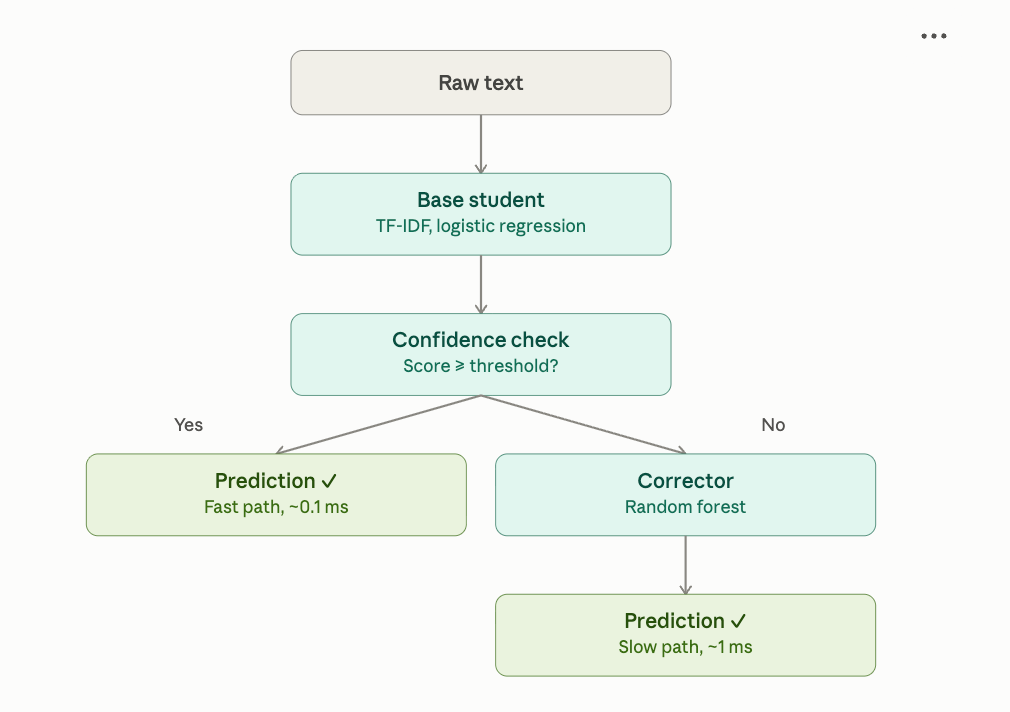 Raw text
Base student
TF-IDF, logistic regression
Confidence check
Score ≥ threshold?
Yes
No
Prediction ✓
Fast path, ~0.1 ms
Corrector
Random forest
Prediction ✓
Slow path, ~1 ms